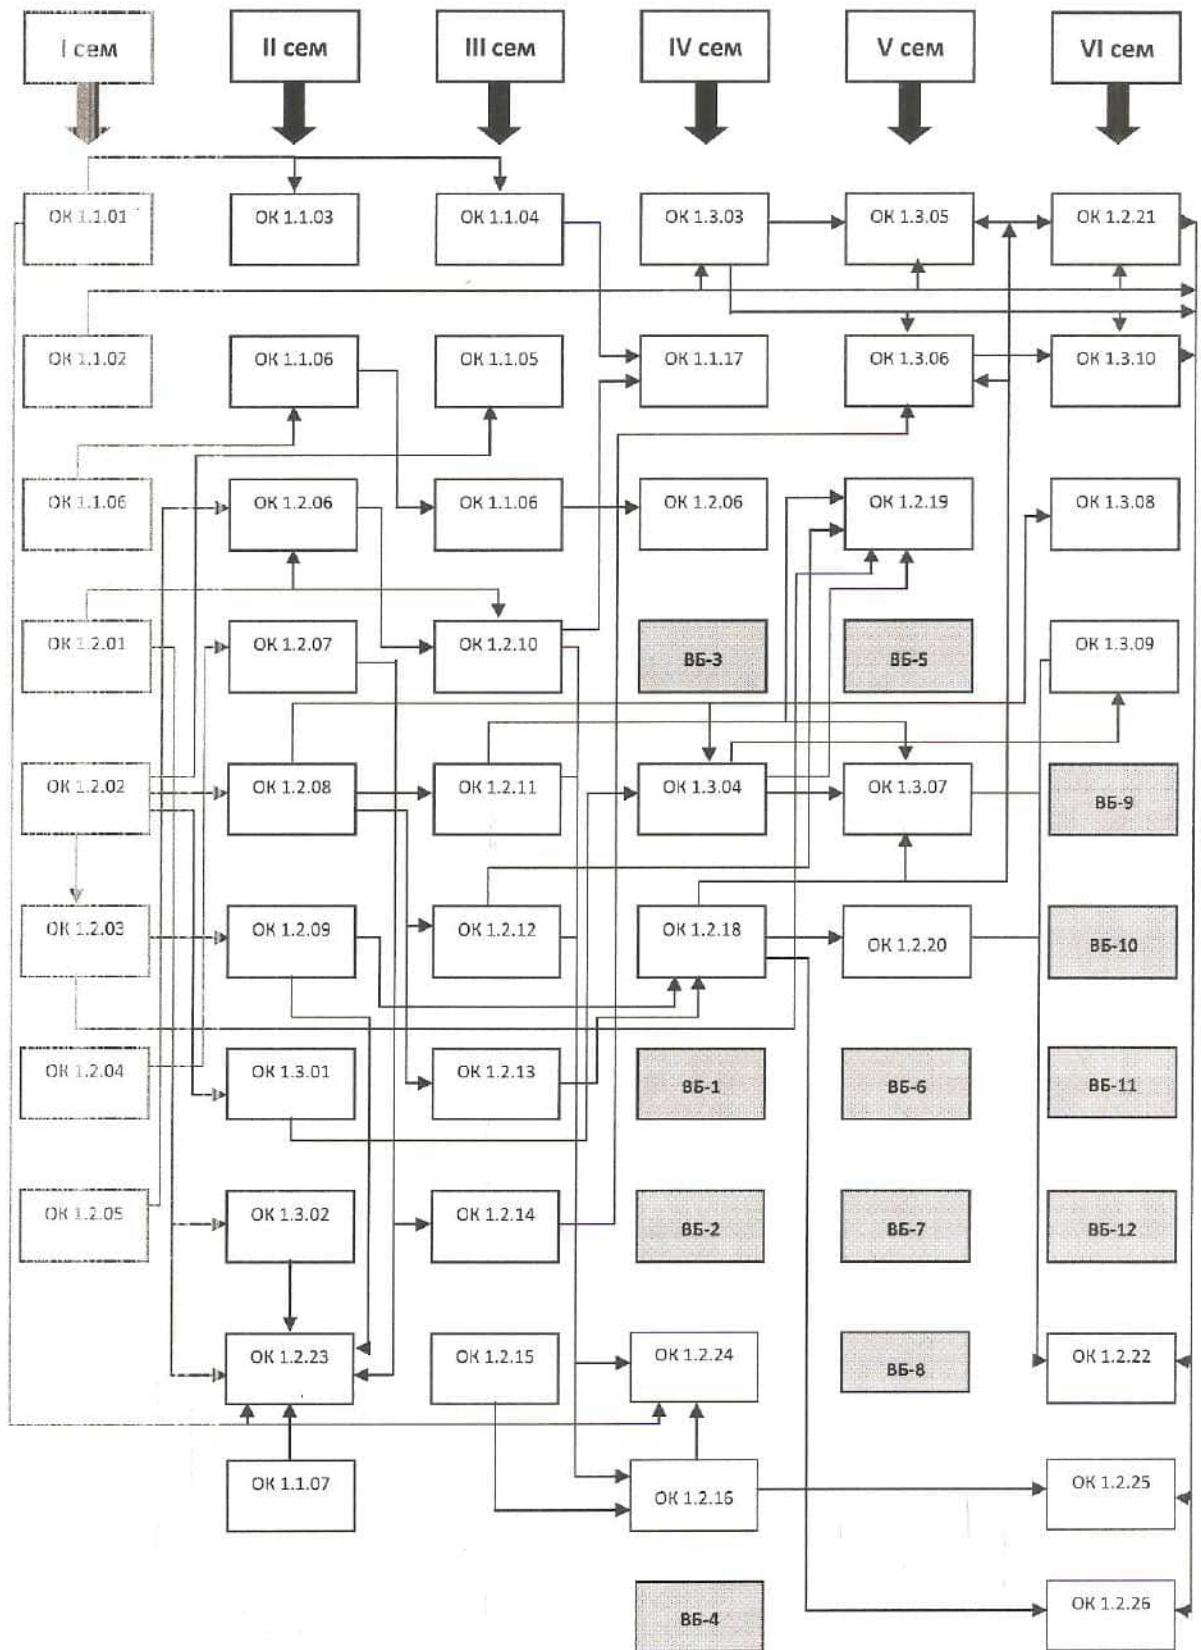 I сем II сем III сем IV сем V сем VI сем
ОК 1.1.01 ОК 1.1.03 ОК 1.1.04 ОК 1.3.03 ОК 1.3.05 ОК 1.2.21
ОК 1.1.02 ОК 1.1.06 ОК 1.1.05 ОК 1.1.17 ОК 1.3.06 ОК 1.3.10
ОК 1.1.06 ОК 1.2.06 ОК 1.1.06 ОК 1.2.06 ОК 1.2.19 ОК 1.3.08
ОК 1.2.01 ОК 1.2.07 ОК 1.2.10 ВБ-3 ВБ-5 ОК 1.3.09
ОК 1.2.02 ОК 1.2.08 ОК 1.2.11 ОК 1.3.04 ОК 1.3.07 ВБ-9
ОК 1.2.03 ОК 1.2.09 ОК 1.2.12 ОК 1.2.18 ОК 1.2.20 ВБ-10
ОК 1.2.04 ОК 1.3.01 ОК 1.2.13 ВБ-1 ВБ-6 ВБ-11
ОК 1.2.05 ОК 1.3.02 ОК 1.2.14 ВБ-2 ВБ-7 ВБ-12
ОК 1.2.23 ОК 1.2.15 ОК 1.2.24 ВБ-8 ОК 1.2.22
ОК 1.1.07 ОК 1.2.16 ОК 1.2.25
ВБ-4 ОК 1.2.26